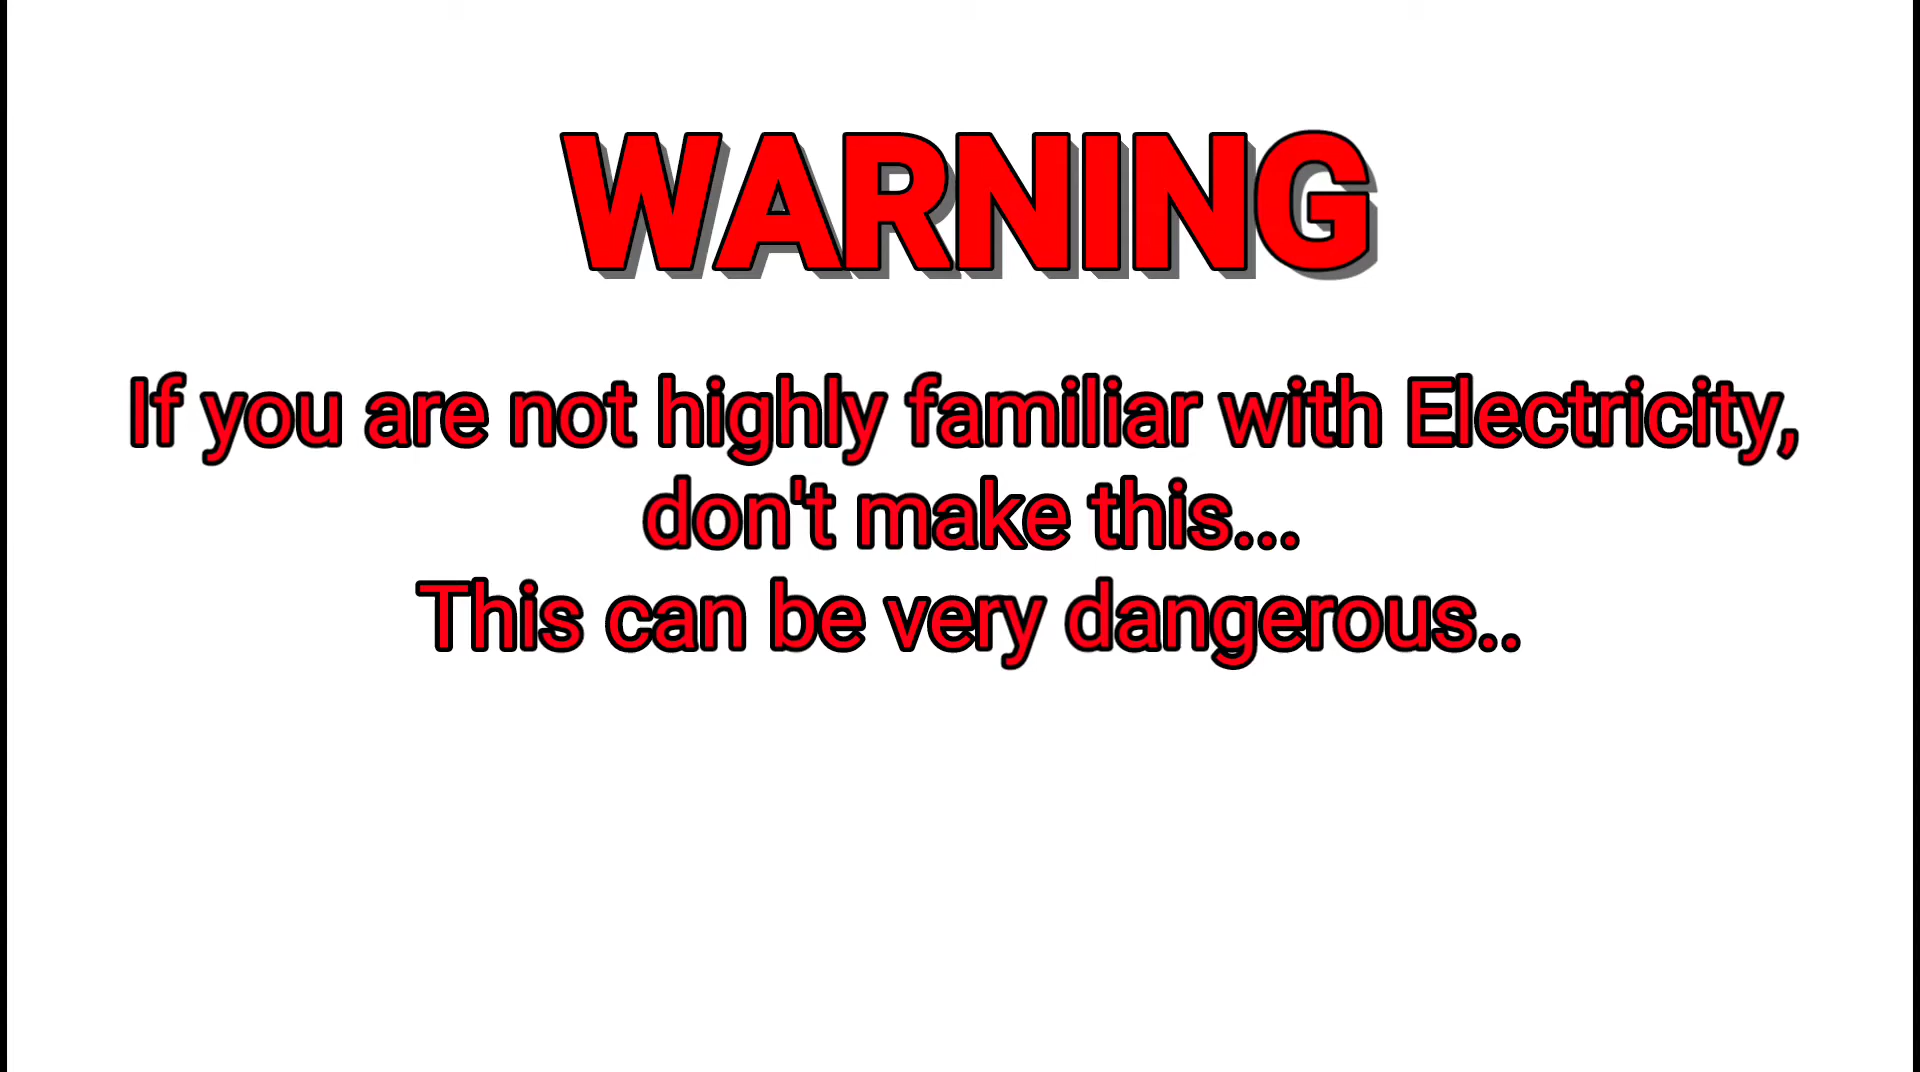 WARNING
If you are not highly familiar with Electricity,
don't make this...
This can be very dangerous..